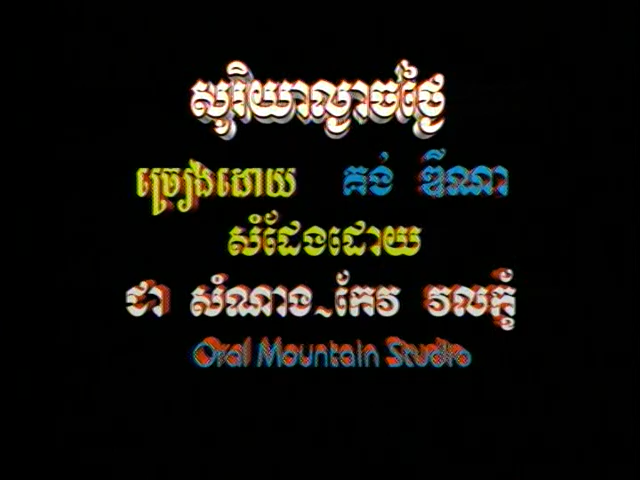 សូរិយាល្ងាចថ្ងៃ
ច្រៀងដោយ គង់ ឌីណា
សំដែងដោយ
ជា សំណាង~កែវ វលក្ខ័
Oral Mountain Studio